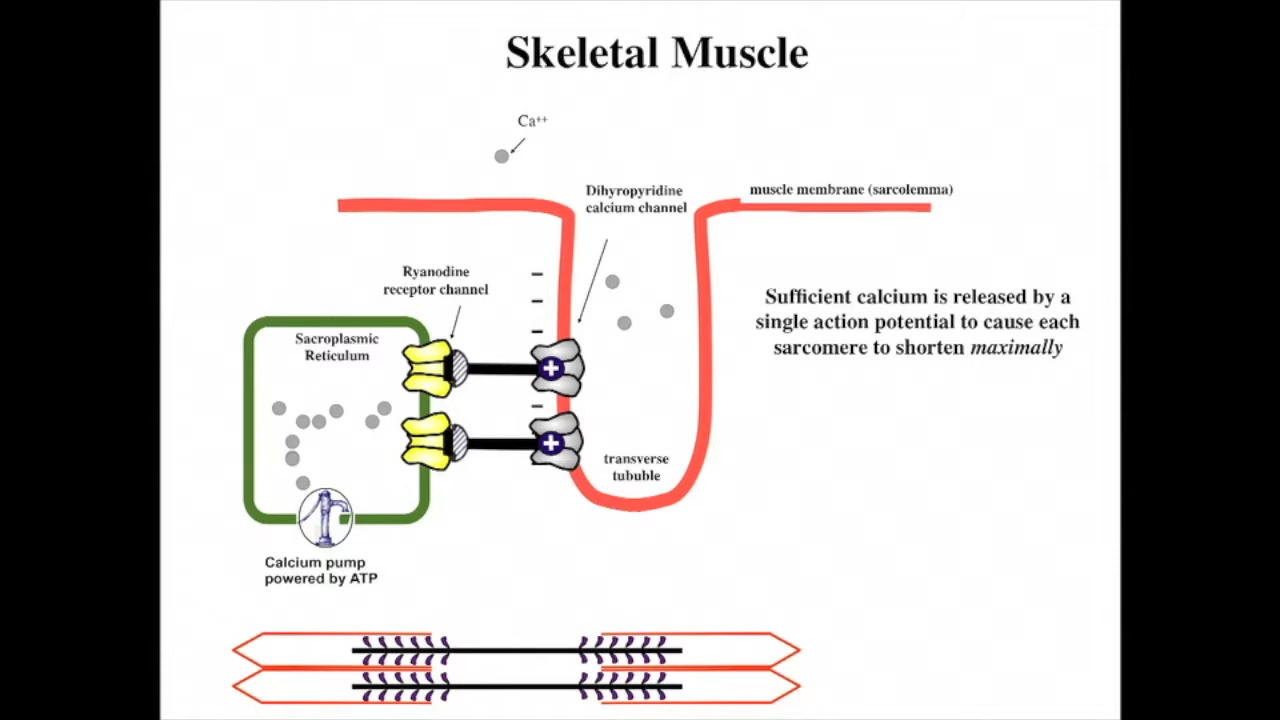 Skeletal Muscle
Ca++
Dihyropyridine
calcium channel
muscle membrane (sarcolemma)
Ryanodine
receptor channel
Sufficient calcium is released by a
single action potential to cause each
sarcomere to shorten maximally
Sacroplasmic
Reticulum
transverse
tububle
Calcium pump
powered by ATP